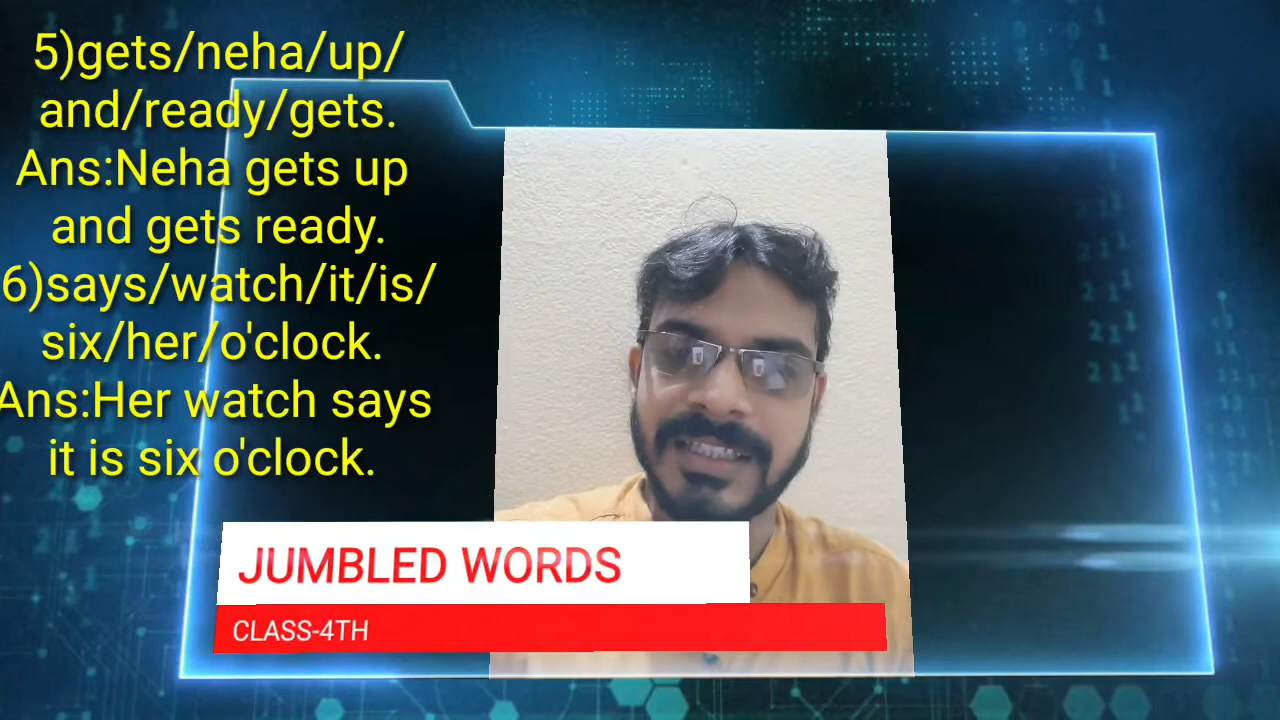 5)gets/neha/up/
and/ready/gets.
Ans:Neha gets up
and gets ready.
6)says/watch/it/is/
six/her/o'clock.
Ans:Her watch says
it is six o'clock.
JUMBLED WORDS
CLASS-4TH